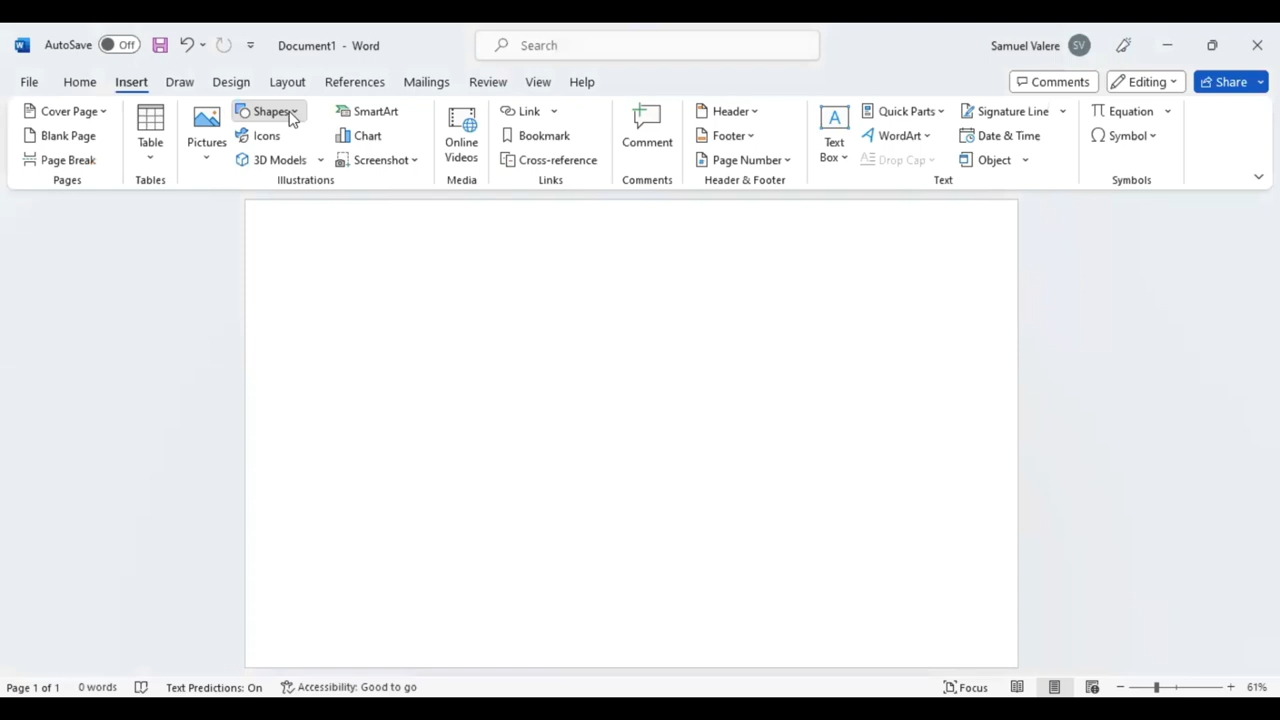 AutoSave Off Document1 - Word Search Samuel Valere SV
File Home Insert Draw Design Layout References Mailings Review View Help Comments Editing Share
Cover Page
Blank Page
Page Break
Pages
Table
Tables
Pictures
Shapes
Icons
3D Models
SmartArt
Chart
Screenshot
Illustrations
Online
Videos
Media
Link
Bookmark
Cross-reference
Links
Comment
Comments
Header
Footer
Page Number
Header & Footer
A
Text
Box
Quick Parts
WordArt
Drop Cap
Signature Line
Date & Time
Object
Text
Equation
Symbol
Symbols
Page 1 of 1 0 words Text Predictions: On Accessibility: Good to go Focus 61%